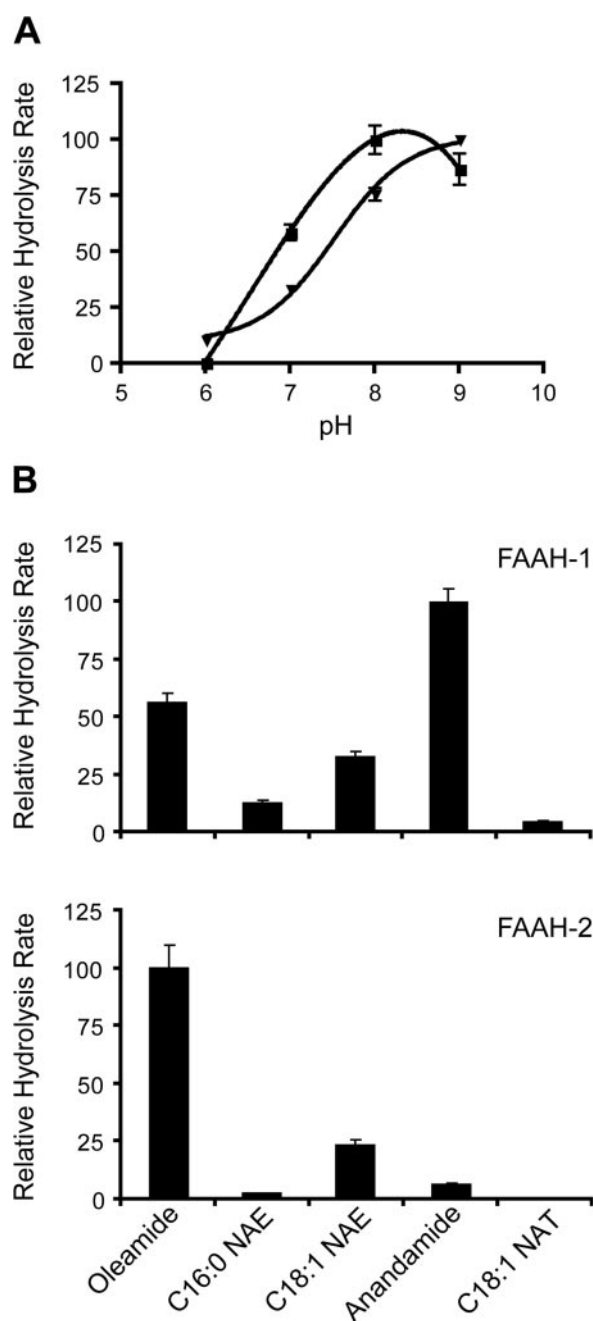 A
Relative Hydrolysis Rate
125
100
75
50
25
0
5 6 7 8 9 10
pH
B
FAAH-1
Relative Hydrolysis Rate
125
100
75
50
25
0
FAAH-2
Relative Hydrolysis Rate
125
100
75
50
25
0
Oleamide
C16:0 NAE
C18:1 NAE
Anandamide
C18:1 NAT